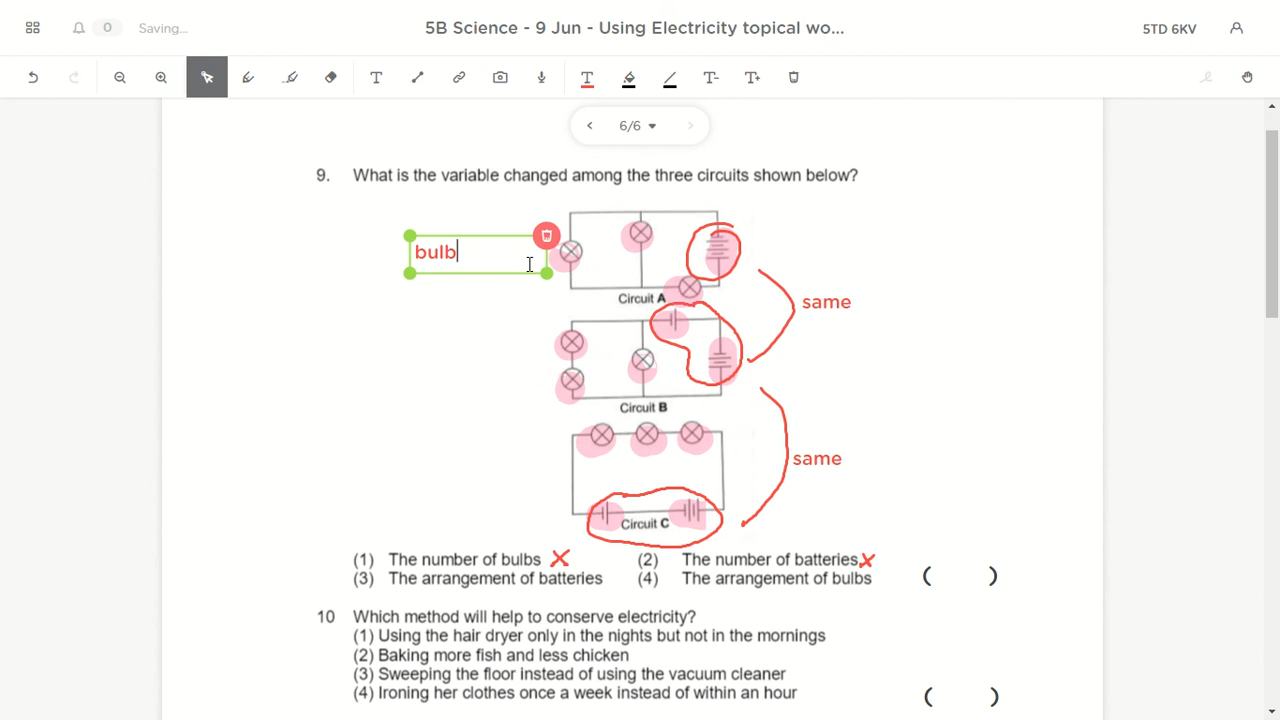 0 Saving... 5B Science - 9 Jun - Using Electricity topical wo... 5TD 6KV
6/6
9. What is the variable changed among the three circuits shown below?
bulb
Circuit A
same
Circuit B
same
Circuit C
(1) The number of bulbs (2) The number of batteries
(3) The arrangement of batteries (4) The arrangement of bulbs ( )
10 Which method will help to conserve electricity?
(1) Using the hair dryer only in the nights but not in the mornings
(2) Baking more fish and less chicken
(3) Sweeping the floor instead of using the vacuum cleaner
(4) Ironing her clothes once a week instead of within an hour ( )